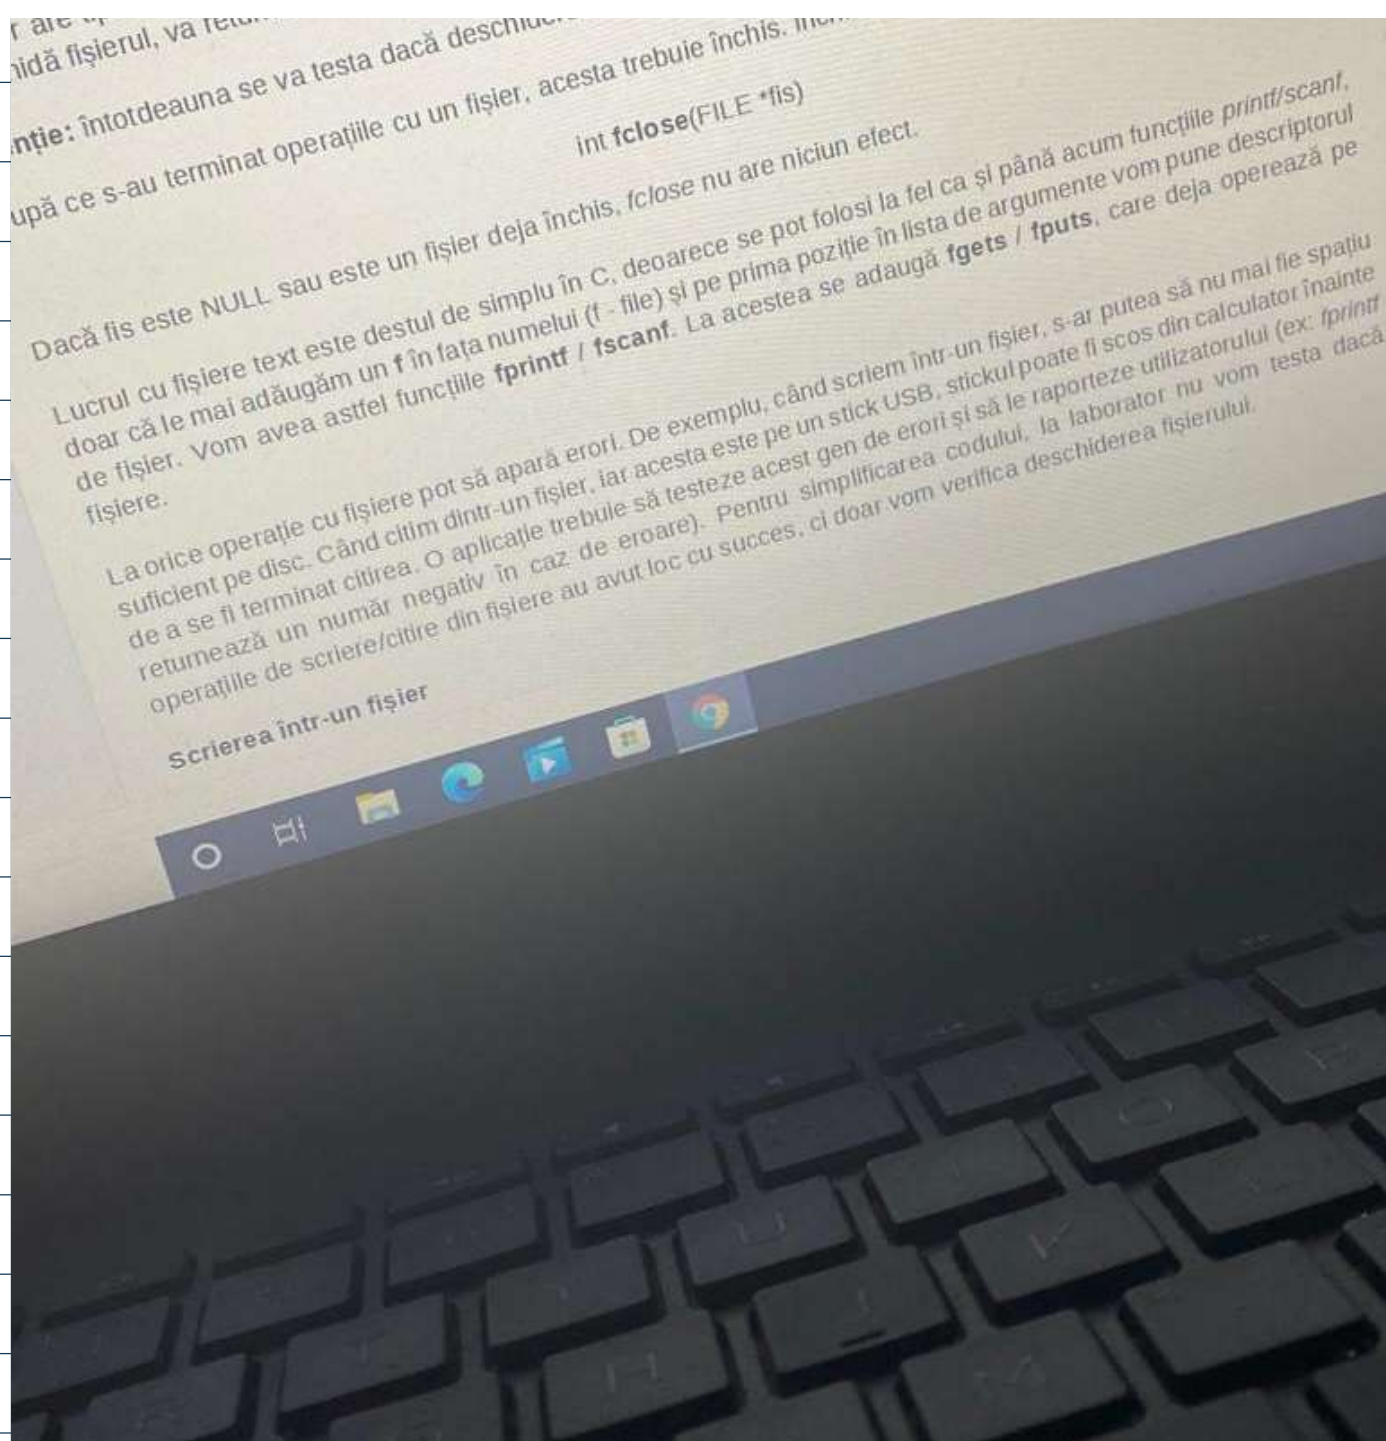 r are
hidă fișierul, va
nție: întotdeauna se va testa dacă
upă ce s-au terminat operațiile cu un fișier, acesta trebuie închis.
int fclose(FILE *fis)
Dacă fis este NULL sau este un fișier deja închis, fclose nu are niciun efect.
Lucrul cu fișiere text este destul de simplu în C, deoarece se pot folosi la fel ca și până acum funcțiile printf/scanf,
doar că le mai adăugăm un f în fața numelui (f - file) și pe prima poziție în lista de argumente vom pune descriptorul
de fișier. Vom avea astfel funcțiile fprintf / fscanf. La acestea se adaugă fgets / fputs, care deja operează pe
fișiere.
La orice operație cu fișiere pot să apară erori. De exemplu, când scriem într-un fișier, s-ar putea să nu mai fie spațiu
suficient pe disc. Când citim dintr-un fișier, iar acesta este pe un stick USB, stickul poate fi scos din calculator înainte
de a se fi terminat citirea. O aplicație trebuie să testeze acest gen de erori și să le raporteze utilizatorului (ex: fprintf
returnează un număr negativ în caz de eroare). Pentru simplificarea codului, la laborator nu vom testa dacă
operațiile de scriere/citire din fișiere au avut loc cu succes, ci doar vom verifica deschiderea fișierului.
Scrierea într-un fișier
O
U
K
J
H